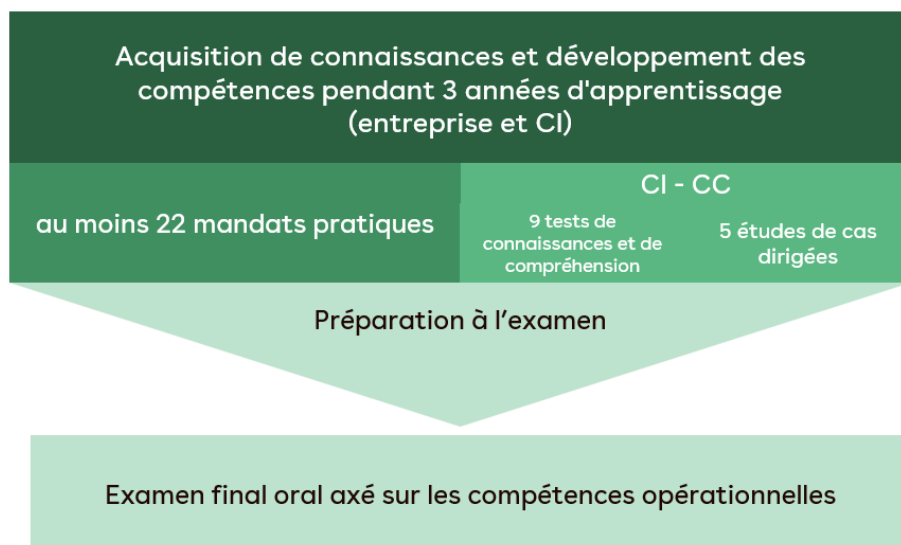 Acquisition de connaissances et développement des
compétences pendant 3 années d'apprentissage
(entreprise et CI)
au moins 22 mandats pratiques
CI - CC
9 tests de
connaissances et de
compréhension
5 études de cas
dirigées
Préparation à l’examen
Examen final oral axé sur les compétences opérationnelles